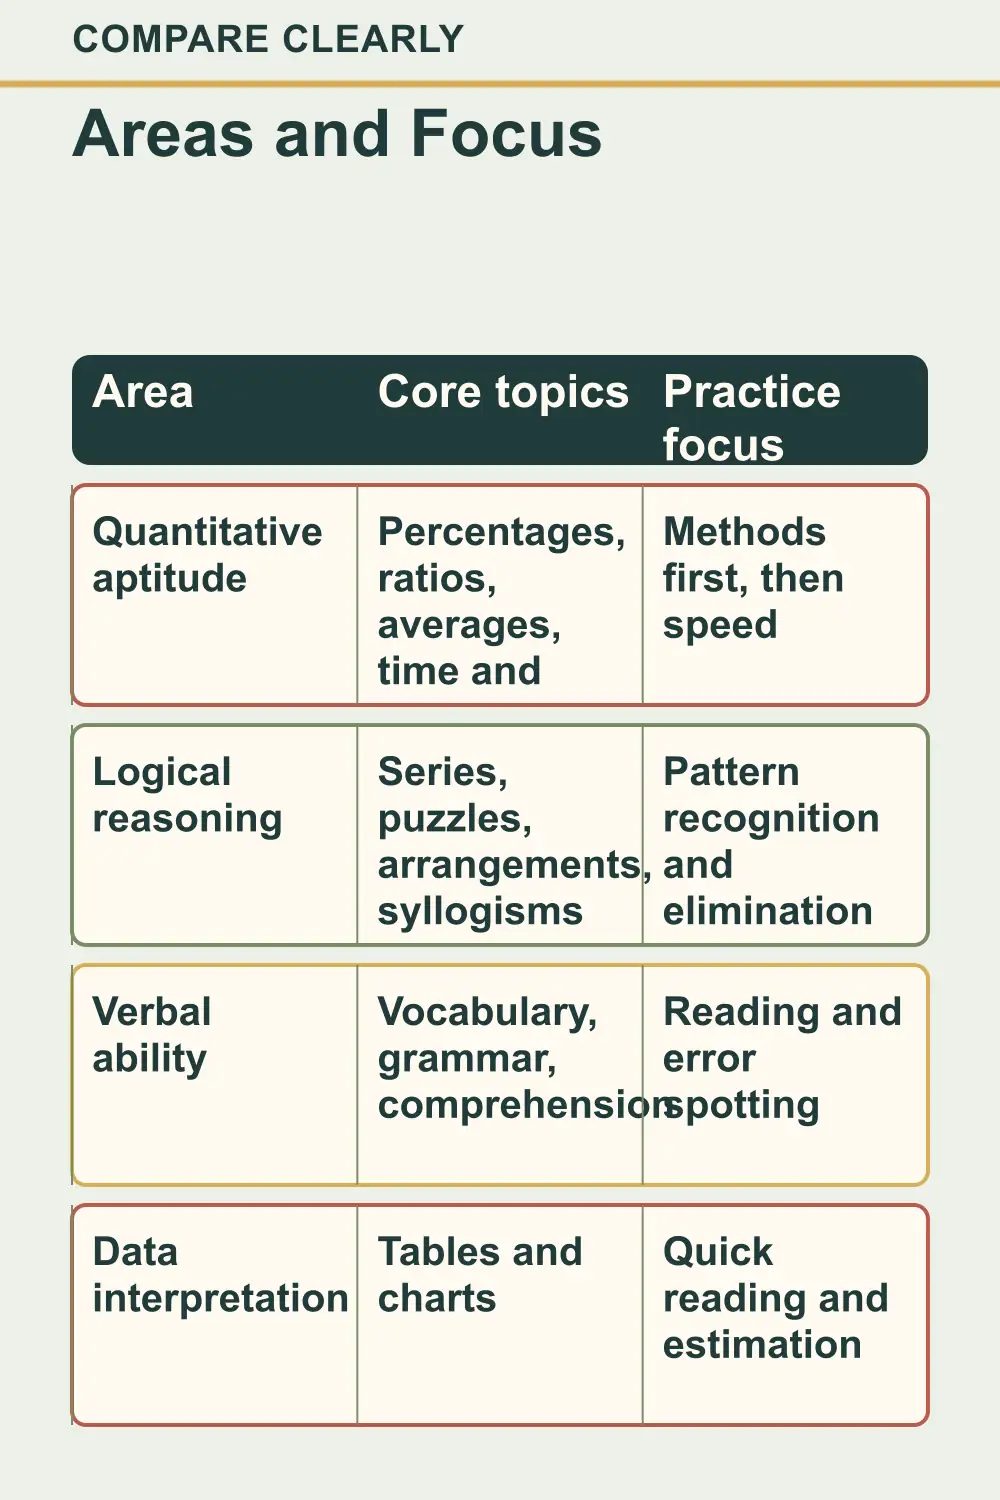 COMPARE CLEARLY
Areas and Focus
Area
Core topics
Practice
focus
Quantitative
aptitude
Percentages,
ratios,
averages,
time and
Methods
first, then
speed
Logical
reasoning
Series,
puzzles,
arrangements,
syllogisms
Pattern
recognition
and
elimination
Verbal
ability
Vocabulary,
grammar,
comprehension
Reading and
error
spotting
Data
interpretation
Tables and
charts
Quick
reading and
estimation